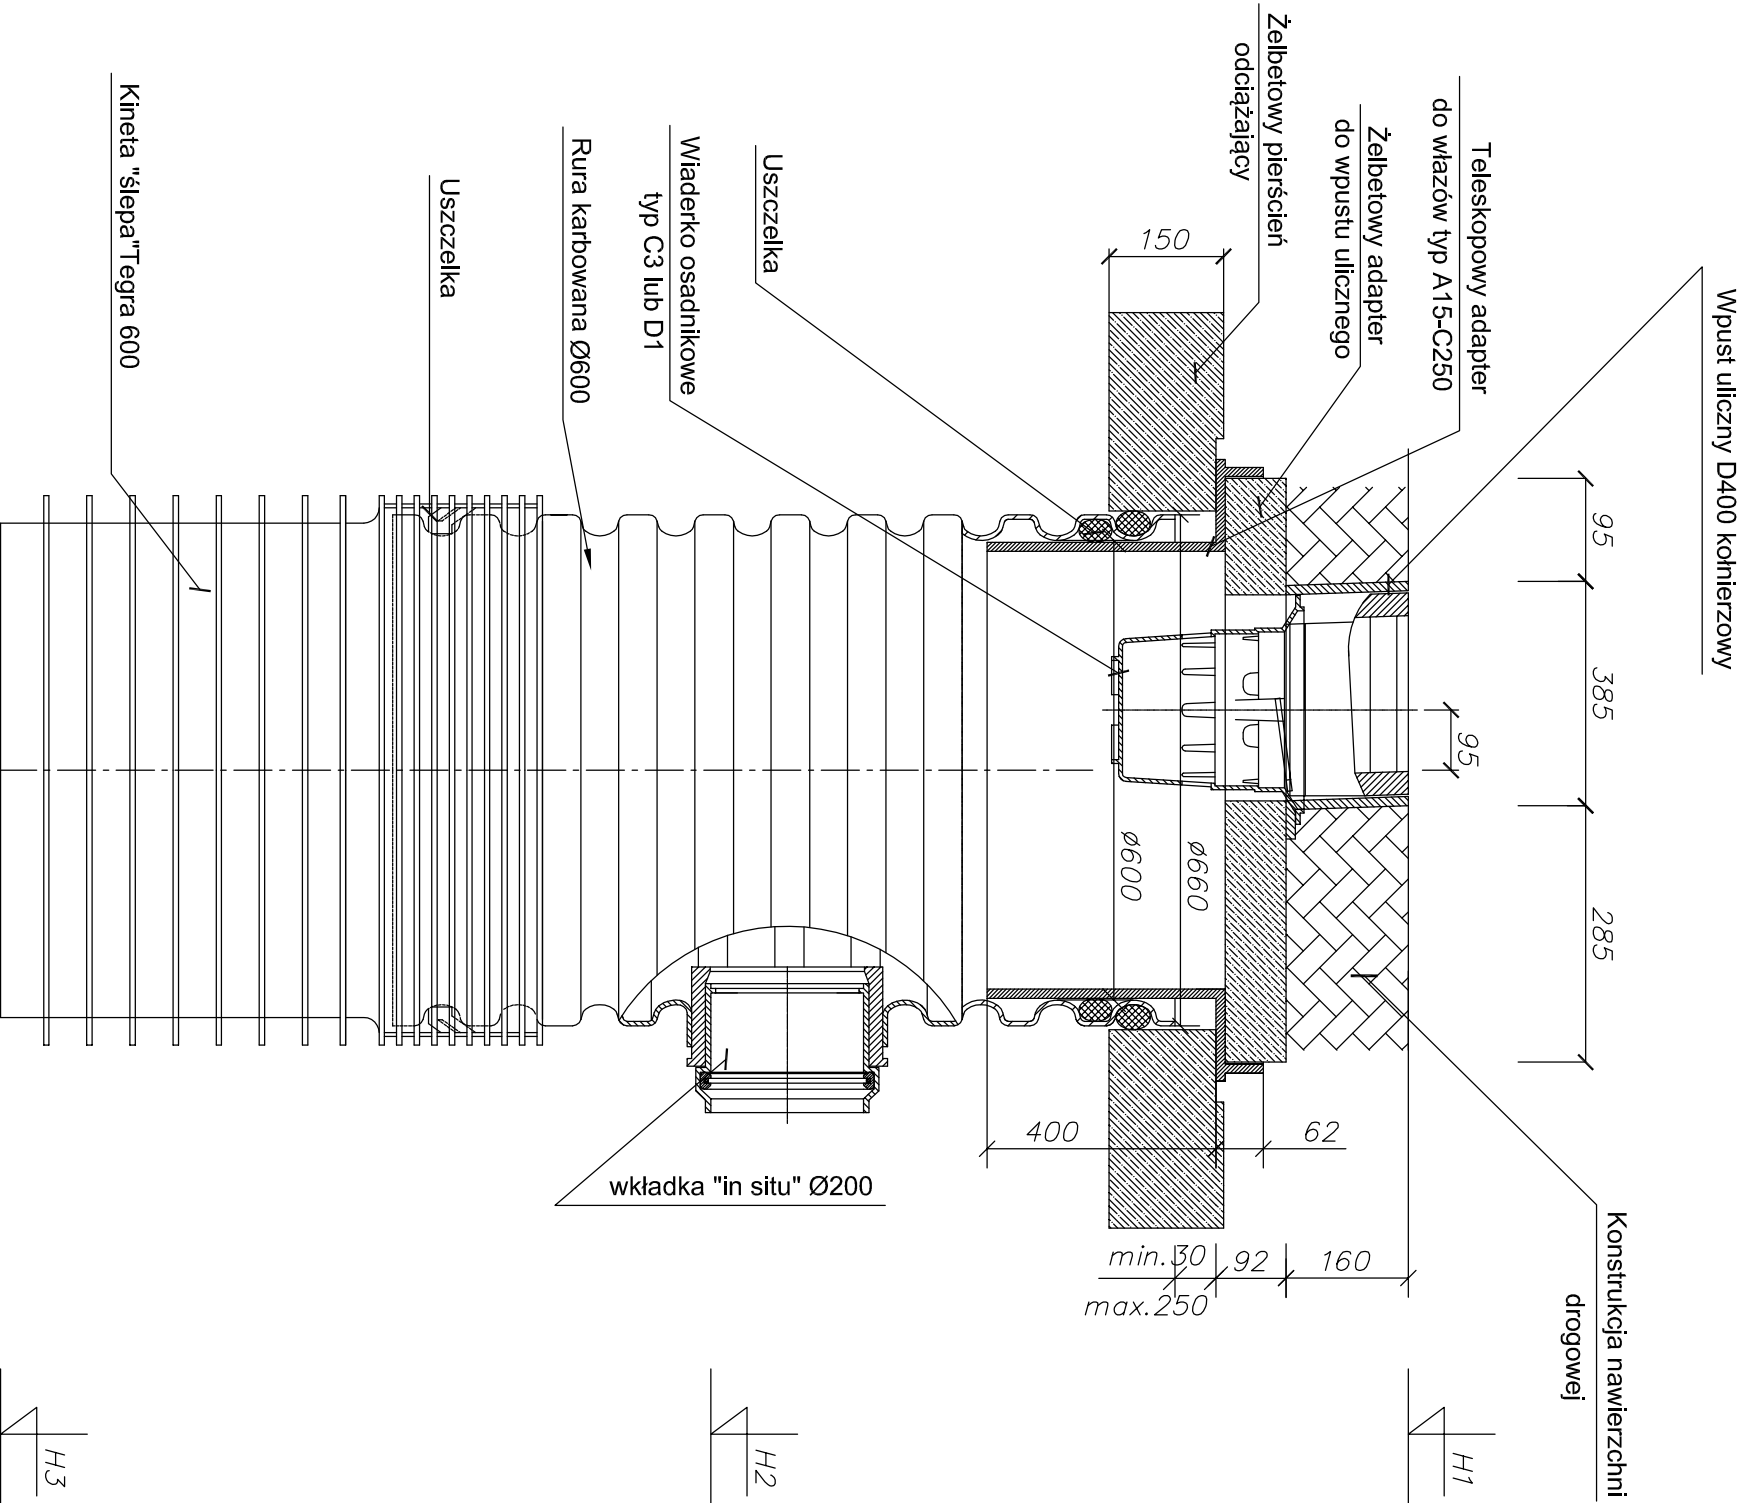 Wpust uliczny D400 kołnierzowy
Teleskopowy adapter
do włazów typ A15-C250
Żelbetowy adapter
do wpustu ulicznego
Żelbetowy pierścień
odciążający
Uszczelka
Wiaderko osadnikowe
typ C3 lub D1
Rura karbowana Ø600
Uszczelka
Kineta "ślepa"Tegra 600
150
95
385
285
95
Ø660
Ø600
400
62
min.30
max.250
92
160
wkładka "in situ" Ø200
Konstrukcja nawierzchni
drogowej
H1
H2
H3